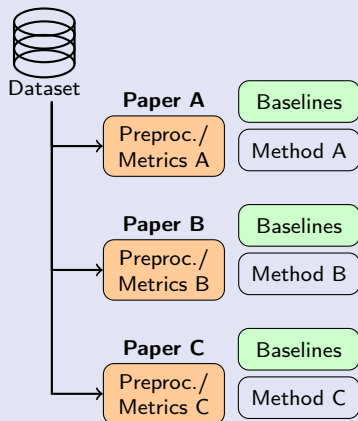 Dataset
Paper A
Baselines
Preproc./
Metrics A
Method A
Paper B
Baselines
Preproc./
Metrics B
Method B
Paper C
Baselines
Preproc./
Metrics C
Method C